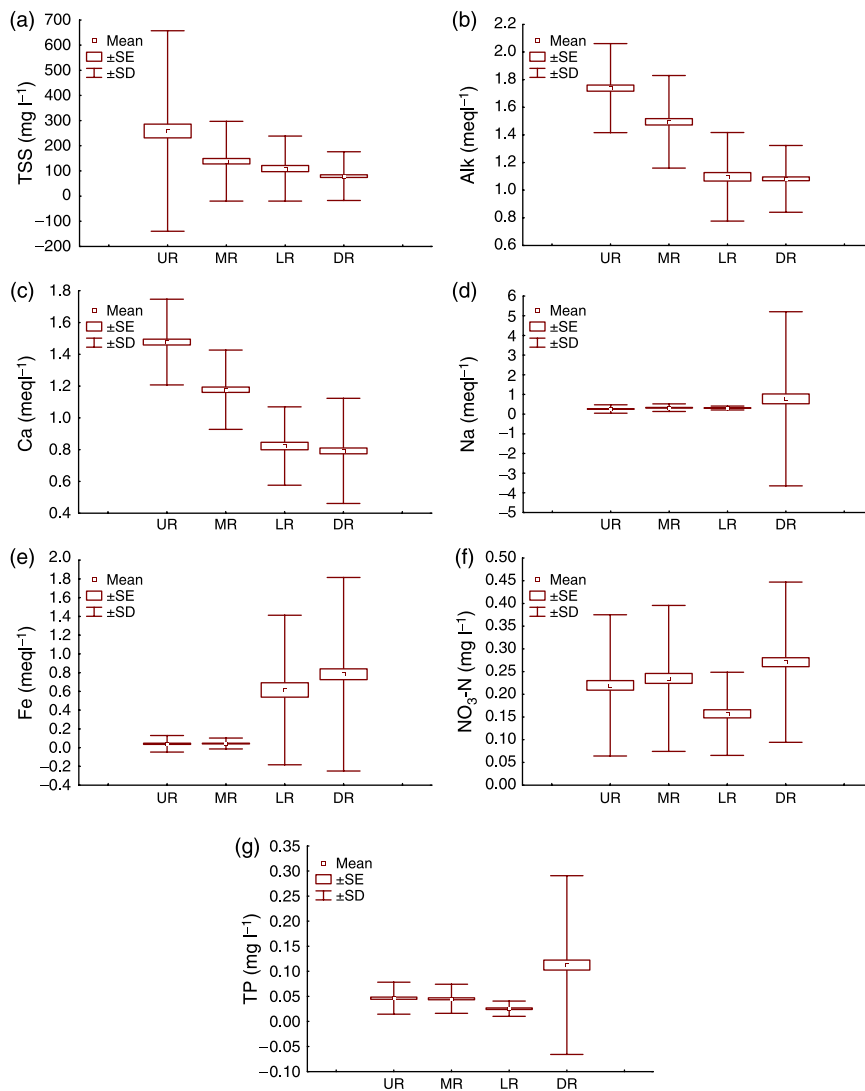 (a)
700
600
500
400
300
200
100
0
−100
−200
TSS (mg l⁻¹)
Mean
±SE
±SD
UR MR LR DR
(b)
2.2
2.0
1.8
1.6
1.4
1.2
1.0
0.8
0.6
Alk (meql⁻¹)
Mean
±SE
±SD
UR MR LR DR
(c)
1.8
1.6
1.4
1.2
1.0
0.8
0.6
0.4
Ca (meql⁻¹)
Mean
±SE
±SD
UR MR LR DR
(d)
6
5
4
3
2
1
0
−1
−2
−3
−4
−5
Na (meql⁻¹)
Mean
±SE
±SD
UR MR LR DR
(e)
2.0
1.8
1.6
1.4
1.2
1.0
0.8
0.6
0.4
0.2
0.0
−0.2
−0.4
Fe (meql⁻¹)
Mean
±SE
±SD
UR MR LR DR
(f)
0.50
0.45
0.40
0.35
0.30
0.25
0.20
0.15
0.10
0.05
0.00
NO₃-N (mg l⁻¹)
Mean
±SE
±SD
UR MR LR DR
(g)
0.35
0.30
0.25
0.20
0.15
0.10
0.05
0.00
−0.05
−0.10
TP (mg l⁻¹)
Mean
±SE
±SD
UR MR LR DR